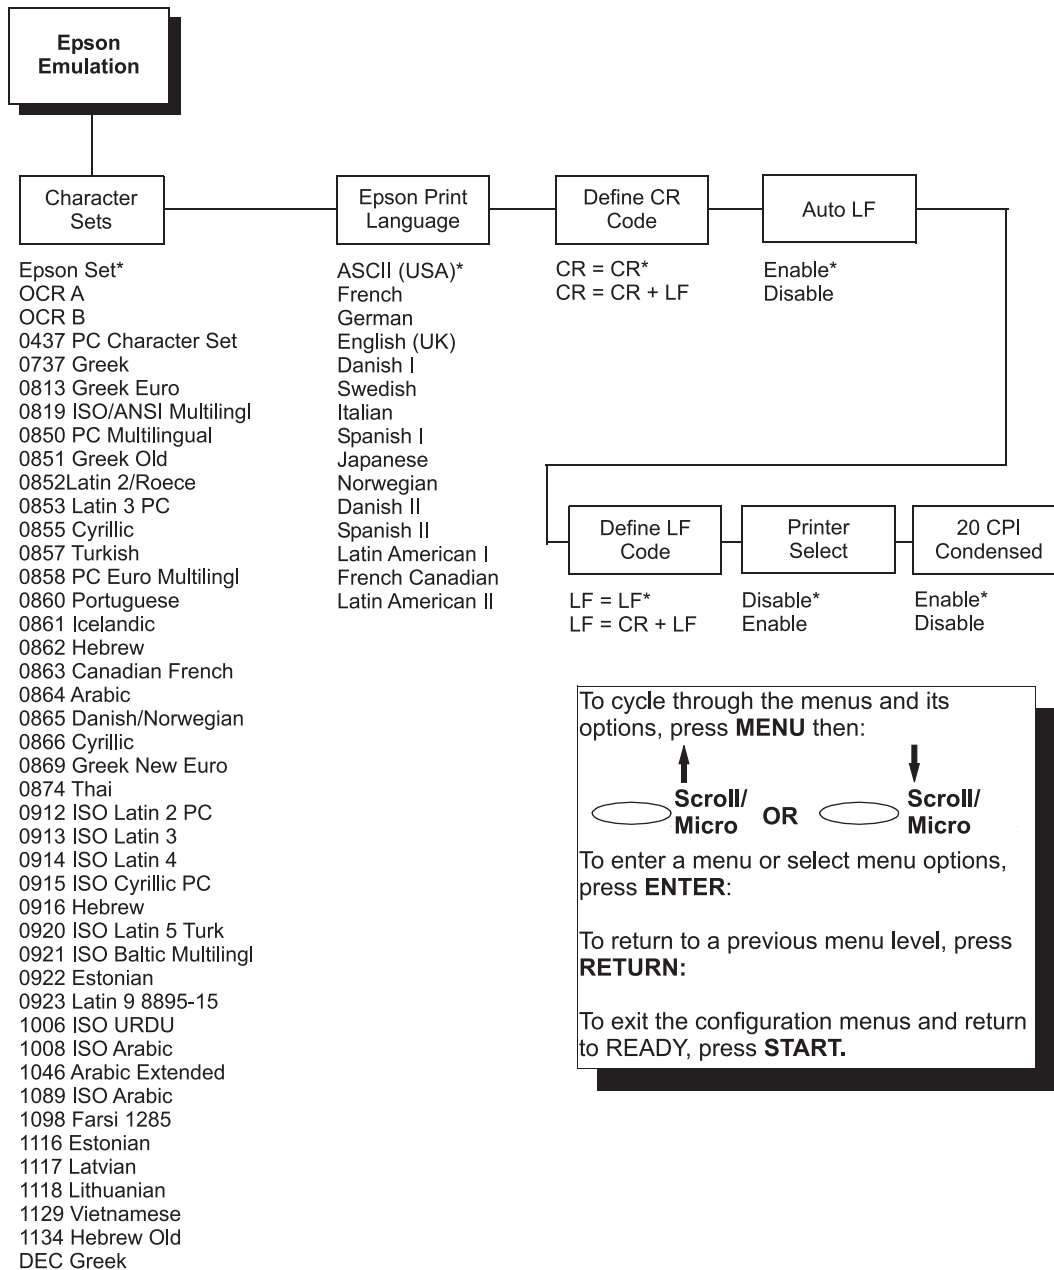 Epson
Emulation
Character
Sets
Epson Set*
OCR A
OCR B
0437 PC Character Set
0737 Greek
0813 Greek Euro
0819 ISO/ANSI Multilingl
0850 PC Multilingual
0851 Greek Old
0852Latin 2/Roece
0853 Latin 3 PC
0855 Cyrillic
0857 Turkish
0858 PC Euro Multilingl
0860 Portuguese
0861 Icelandic
0862 Hebrew
0863 Canadian French
0864 Arabic
0865 Danish/Norwegian
0866 Cyrillic
0869 Greek New Euro
0874 Thai
0912 ISO Latin 2 PC
0913 ISO Latin 3
0914 ISO Latin 4
0915 ISO Cyrillic PC
0916 Hebrew
0920 ISO Latin 5 Turk
0921 ISO Baltic Multilingl
0922 Estonian
0923 Latin 9 8895-15
1006 ISO URDU
1008 ISO Arabic
1046 Arabic Extended
1089 ISO Arabic
1098 Farsi 1285
1116 Estonian
1117 Latvian
1118 Lithuanian
1129 Vietnamese
1134 Hebrew Old
DEC Greek
Epson Print
Language
ASCII (USA)*
French
German
English (UK)
Danish I
Swedish
Italian
Spanish I
Japanese
Norwegian
Danish II
Spanish II
Latin American I
French Canadian
Latin American II
Define CR
Code
CR = CR*
CR = CR + LF
Auto LF
Enable*
Disable
Define LF
Code
LF = LF*
LF = CR + LF
Printer
Select
Disable*
Enable
20 CPI
Condensed
Enable*
Disable
To cycle through the menus and its
options, press MENU then:
Scroll/
Micro
OR
Scroll/
Micro
To enter a menu or select menu options,
press ENTER:
To return to a previous menu level, press
RETURN:
To exit the configuration menus and return
to READY, press START.